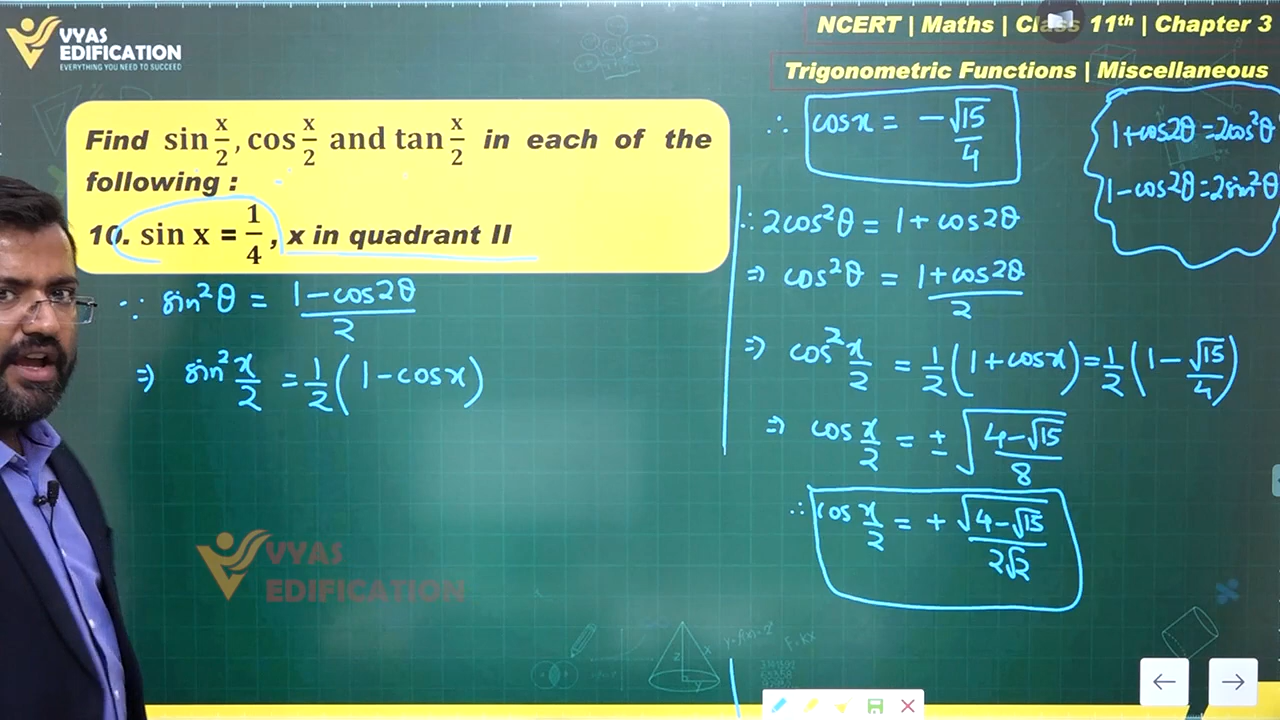 VYAS
EDIFICATION
EVERYTHING YOU NEED TO SUCCEED
NCERT | Maths | Class 11th | Chapter 3
Trigonometric Functions | Miscellaneous
Find sin x/2, cos x/2 and tan x/2 in each of the
following :
10. sin x = 1/4, x in quadrant II
∵ sin²θ = (1-cos2θ)/2
⇒ sin² x/2 = 1/2 (1-cosx)
∴ cosx = -√15/4
1+cos2θ=2cos²θ
1-cos2θ=2sin²θ
∵ 2cos²θ = 1+cos2θ
⇒ cos²θ = (1+cos2θ)/2
⇒ cos² x/2 = 1/2 (1+cosx) = 1/2 (1-√15/4)
⇒ cos x/2 = ± √((4-√15)/8)
∴ cos x/2 = + √(4-√15)/(2√2)
VYAS
EDIFICATION